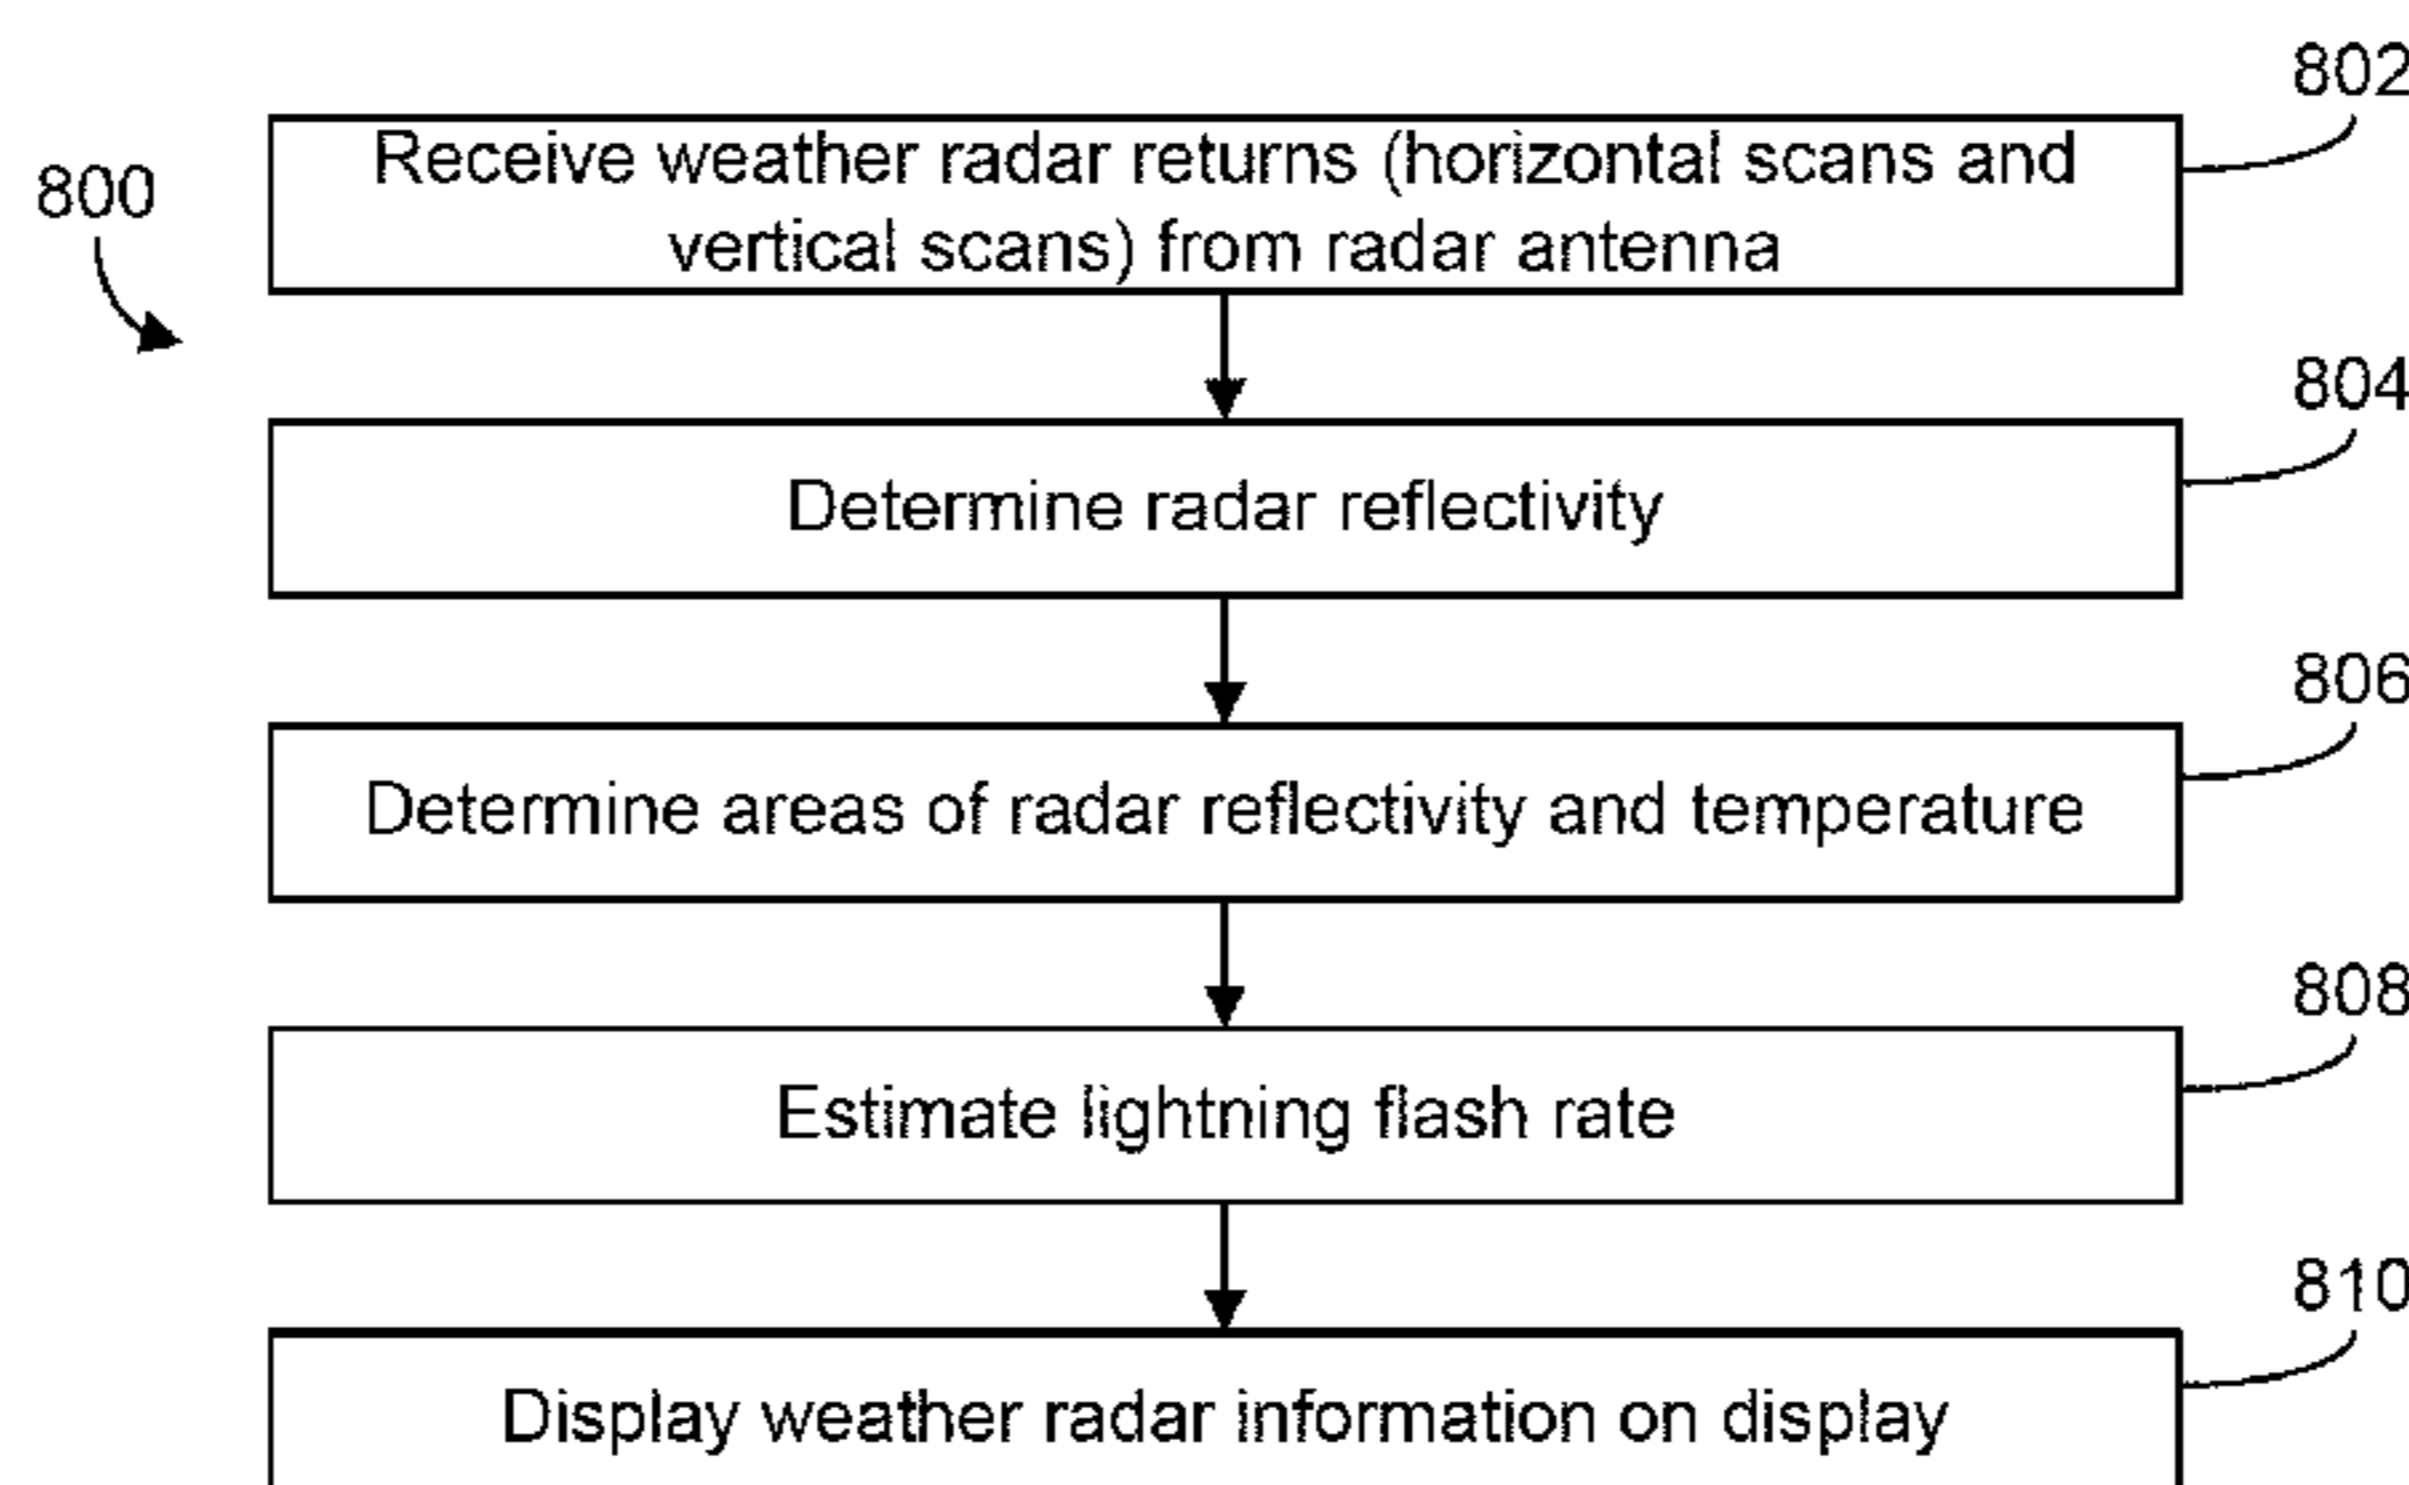 802
800
Receive weather radar returns (horizontal scans and
vertical scans) from radar antenna
804
Determine radar reflectivity
806
Determine areas of radar reflectivity and temperature
808
Estimate lightning flash rate
810
Display weather radar information on display